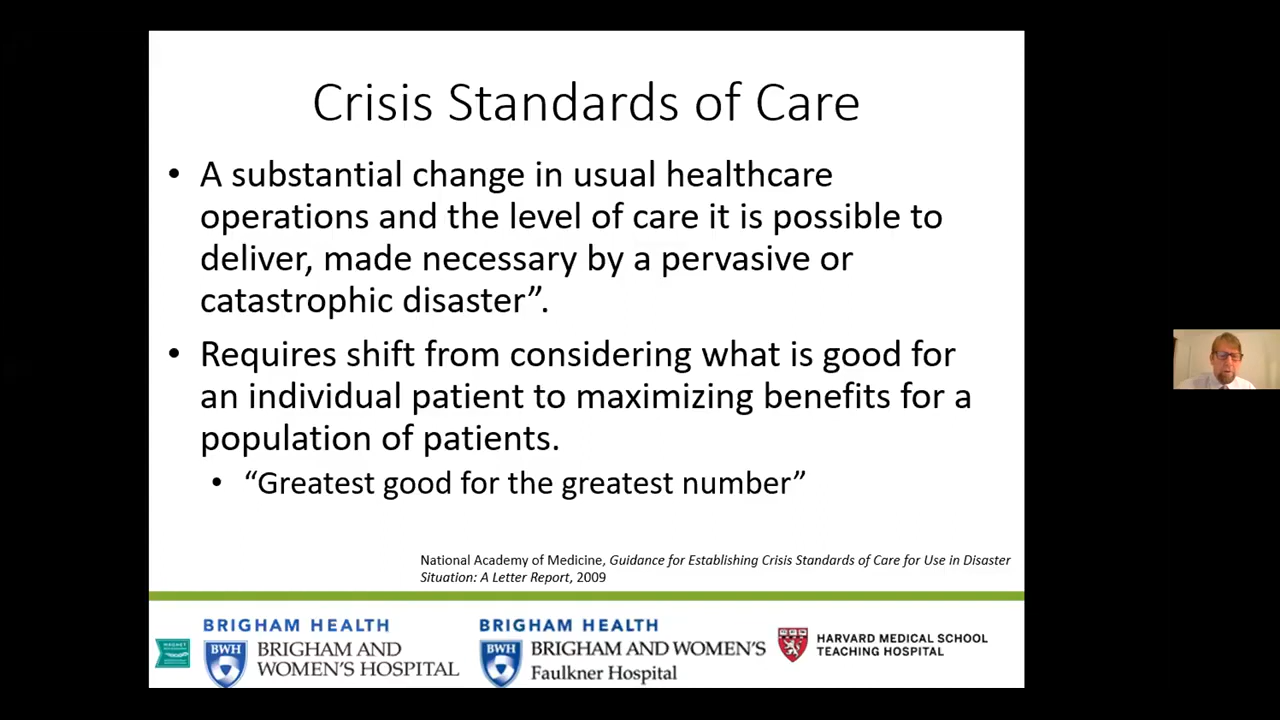 Crisis Standards of Care
• A substantial change in usual healthcare
operations and the level of care it is possible to
deliver, made necessary by a pervasive or
catastrophic disaster”.
• Requires shift from considering what is good for
an individual patient to maximizing benefits for a
population of patients.
• “Greatest good for the greatest number”
National Academy of Medicine, Guidance for Establishing Crisis Standards of Care for Use in Disaster
Situation: A Letter Report, 2009
BRIGHAM HEALTH
BWH
BRIGHAM AND
WOMEN’S HOSPITAL
BRIGHAM HEALTH
BWH
BRIGHAM AND WOMEN’S
Faulkner Hospital
HARVARD MEDICAL SCHOOL
TEACHING HOSPITAL